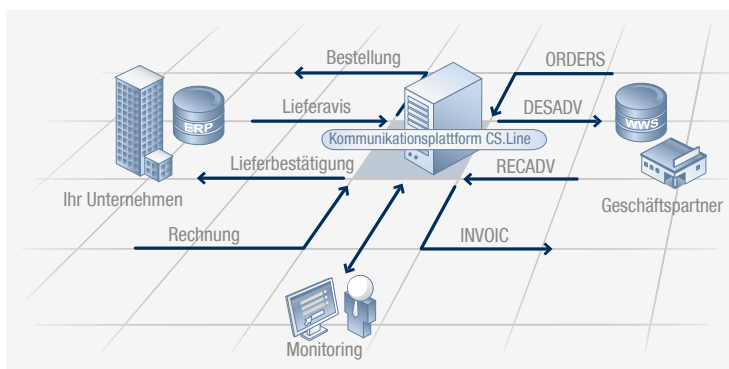 Bestellung
ORDERS
Lieferavis
DESADV
ERP
WWS
Kommunikationsplattform CS.Line
Lieferbestätigung
RECADV
Ihr Unternehmen
Geschäftspartner
Rechnung
INVOIC
Monitoring